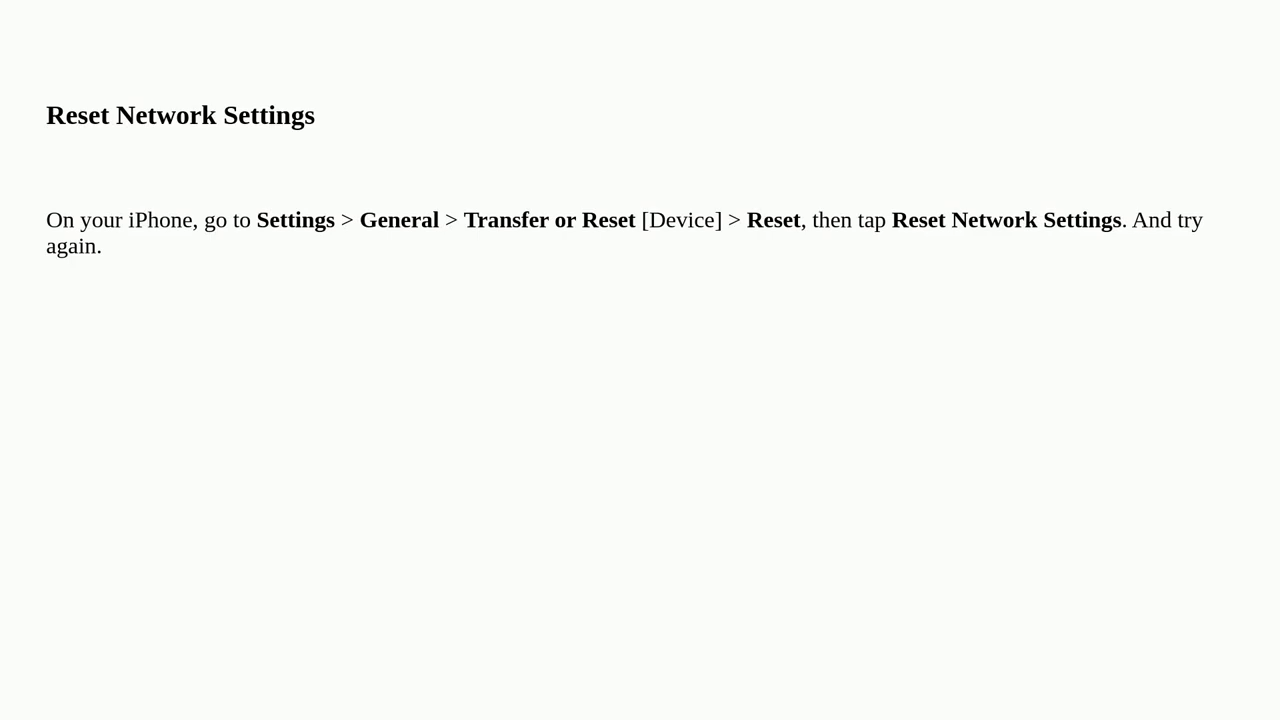 Reset Network Settings
On your iPhone, go to Settings > General > Transfer or Reset [Device] > Reset, then tap Reset Network Settings. And try
again.